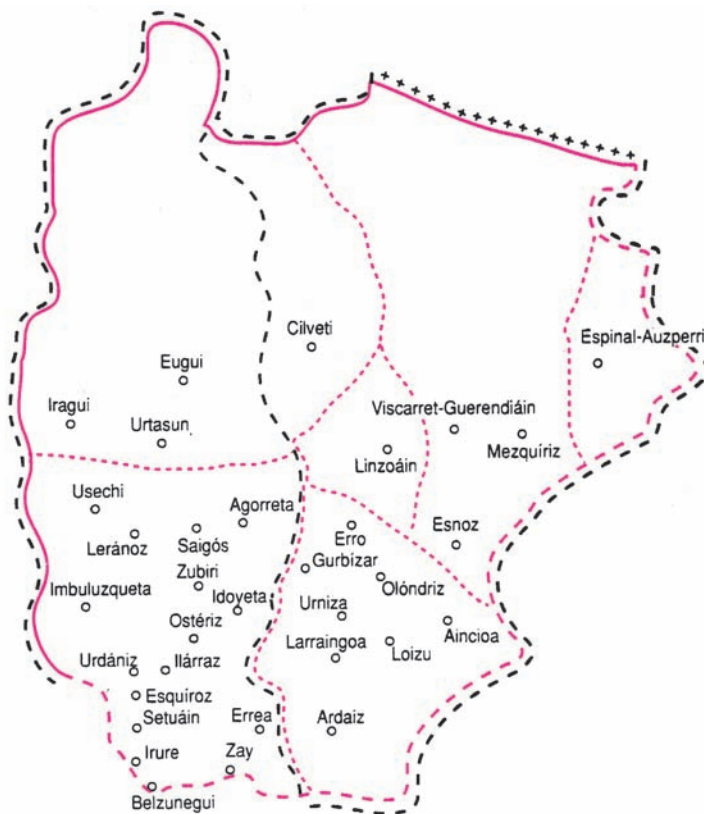 Cilveti
Espinal-Auzperri
Eugui
Iragui
Viscarret-Guerendiáin
Urtasun
Linzoáin
Mezquíriz
Usechi
Agorreta
Leránoz
Saigós
Erro
Esnoz
Gurbízar
Zubiri
Olóndriz
Imbuluzqueta
Idoyeta
Urniza
Ostériz
Aincioa
Larraingoa
Loizu
Urdániz
Ilárraz
Esquíroz
Setuáin
Errea
Ardaiz
Irure
Zay
Belzunegui